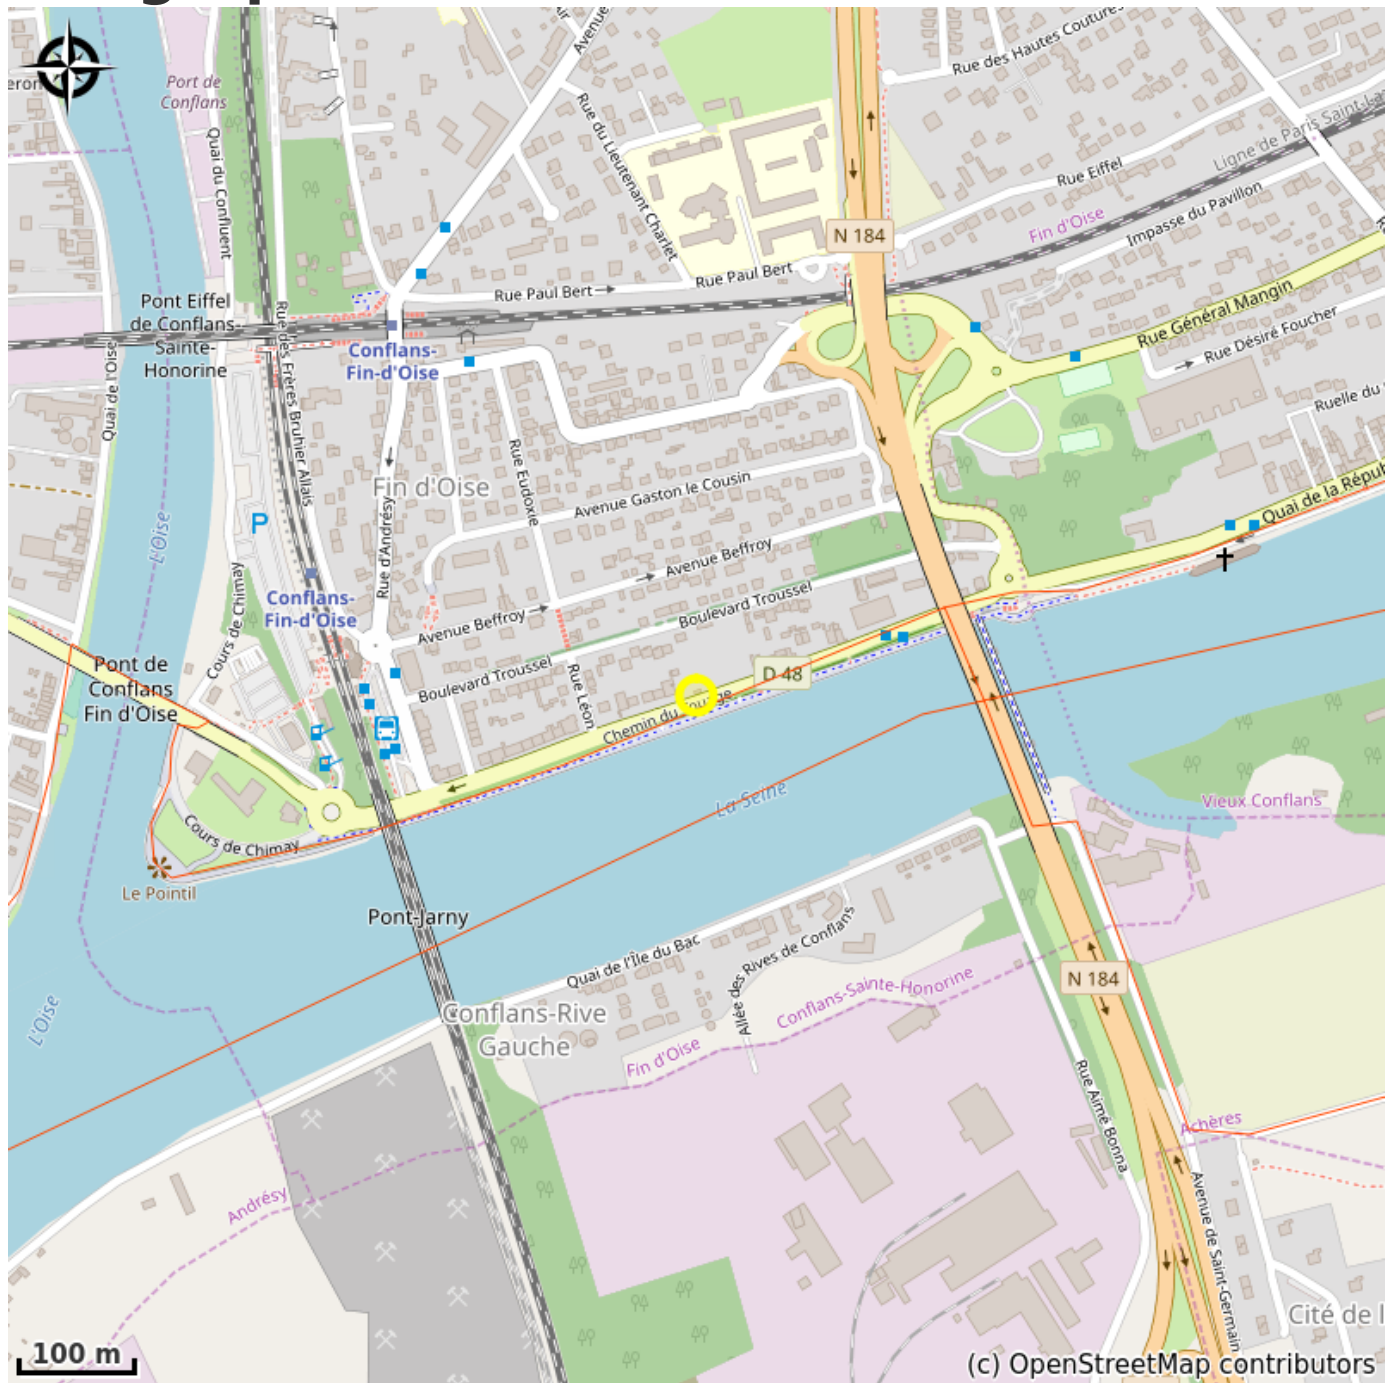 Rue des Hautes Coutures
Avenue
Port de
Conflans
Quai du Confluent
Rue du Lieutenant Charlet
Ligne de Paris Saint-La
Rue Eiffel
Impasse du Pavillon
Fin d'Oise
N 184
Rue Paul Bert
Rue Paul Bert
Pont Eiffel
de Conflans-
Sainte-
Honorine
Rue des Frères Bruhier Allais
Quai de l'Oise
Conflans-
Fin-d'Oise
Rue Général Mangin
Rue Désiré Foucher
Ruelle du
Rue Eudoxie
Fin d'Oise
Avenue Gaston le Cousin
Quai de la Répub
P
L'Oise
Rue d'Andrésy
Avenue Beffroy
Conflans-
Fin-d'Oise
Cours de Chimay
Avenue Beffroy
Boulevard Troussel
Boulevard Troussel
Rue Léon
Pont de
Conflans
Fin d'Oise
D 48
Chemin du
La Seine
Vieux Conflans
Cours de Chimay
Le Pointil
Pont-Jarny
Quai de l'Île du Bac
Allée des Rives de Conflans
N 184
Conflans-Sainte-Honorine
Fin d'Oise
L'Oise
Conflans-Rive
Gauche
Rue Aimé Bonna
Achères
Andrésy
Avenue de Saint-Germain
Cité de l
100 m
(c) OpenStreetMap contributors